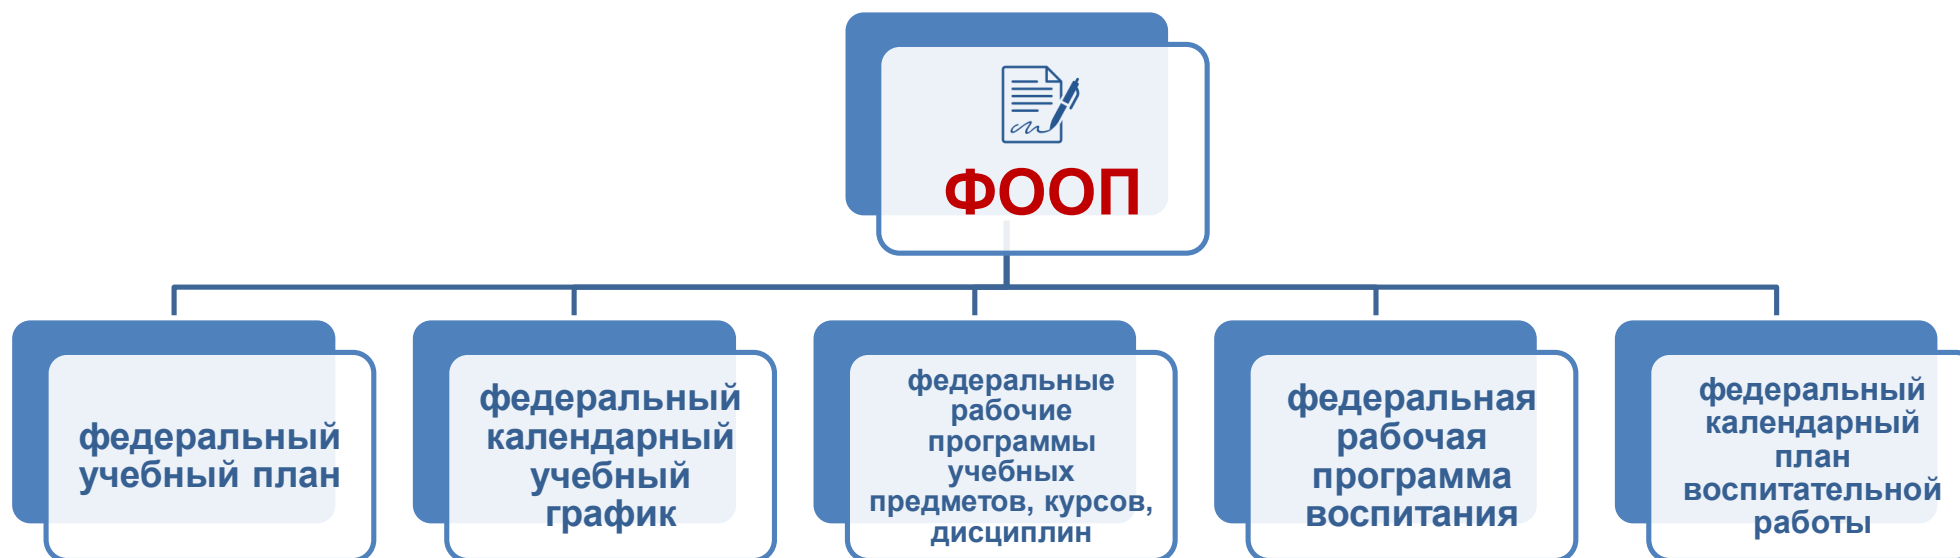 ФООП
федеральный
учебный план
федеральный
календарный
учебный
график
федеральные
рабочие
программы
учебных
предметов, курсов,
дисциплин
федеральная
рабочая
программа
воспитания
федеральный
календарный
план
воспитательной
работы